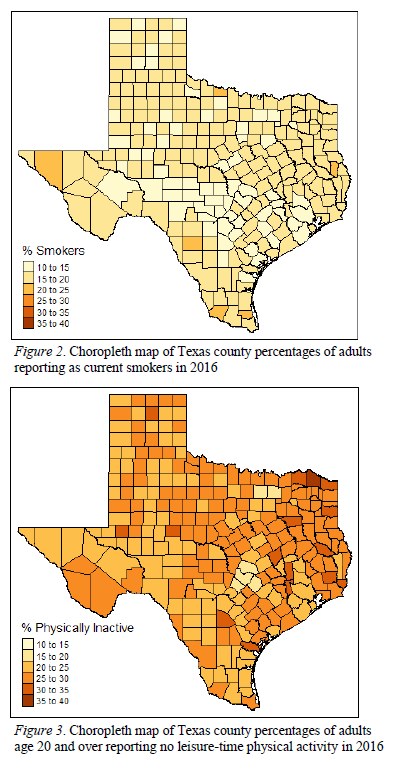 % Smokers
10 to 15
15 to 20
20 to 25
25 to 30
30 to 35
35 to 40
Figure 2. Choropleth map of Texas county percentages of adults
reporting as current smokers in 2016
% Physically Inactive
10 to 15
15 to 20
20 to 25
25 to 30
30 to 35
35 to 40
Figure 3. Choropleth map of Texas county percentages of adults
age 20 and over reporting no leisure-time physical activity in 2016